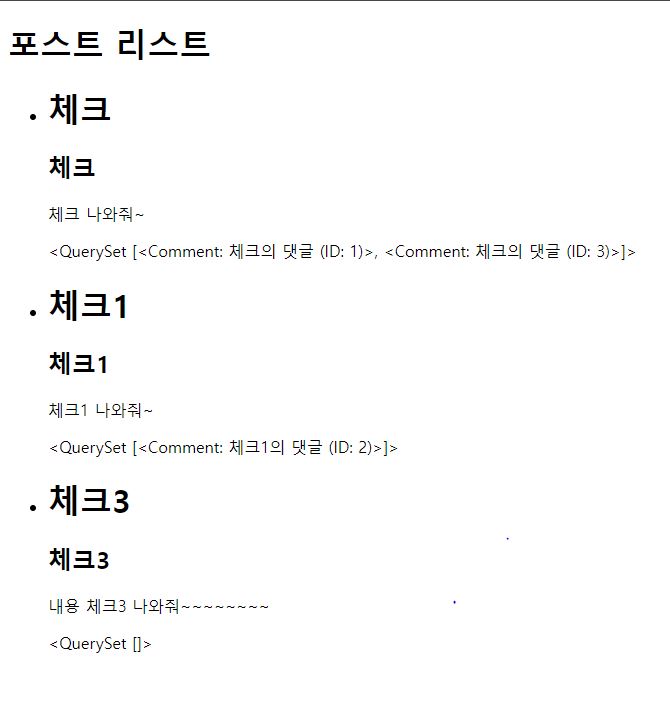 포스트 리스트
체크
체크
체크 나와줘~
<QuerySet [<Comment: 체크의 댓글 (ID: 1)>, <Comment: 체크의 댓글 (ID: 3)>]>
체크1
체크1
체크1 나와줘~
<QuerySet [<Comment: 체크1의 댓글 (ID: 2)>]>
체크3
체크3
내용 체크3 나와줘~~~~~~~~
<QuerySet []>